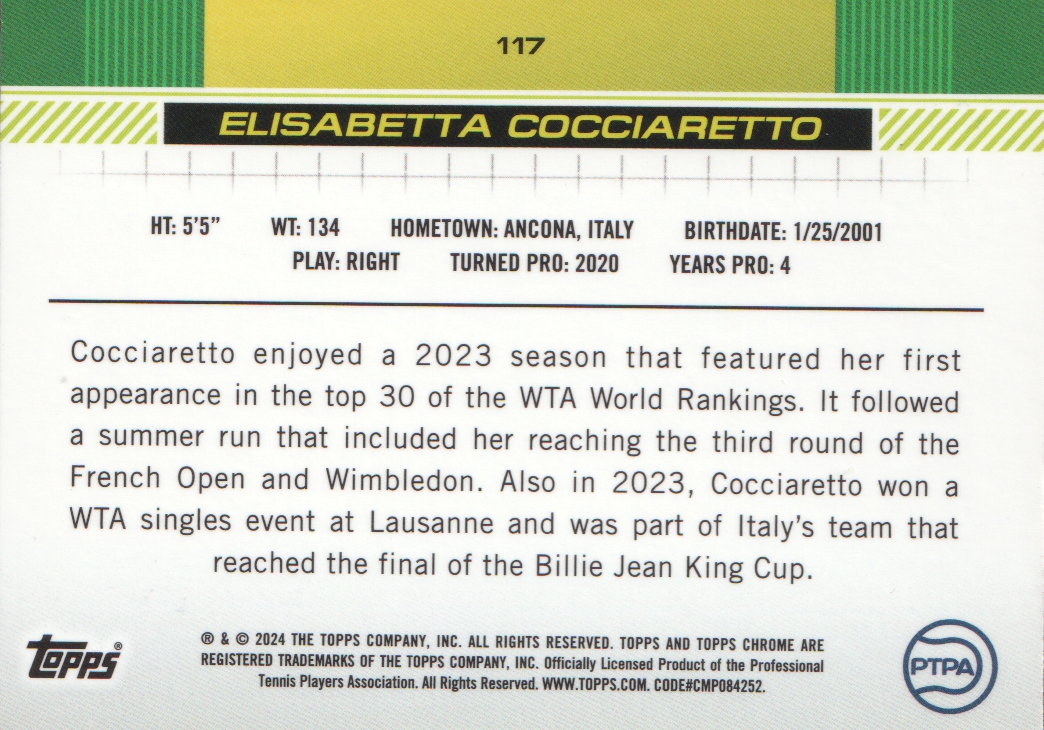 117
ELISABETTA COCCIARETTO
HT: 5'5" WT: 134 HOMETOWN: ANCONA, ITALY BIRTHDATE: 1/25/2001
PLAY: RIGHT TURNED PRO: 2020 YEARS PRO: 4
Cocciaretto enjoyed a 2023 season that featured her first
appearance in the top 30 of the WTA World Rankings. It followed
a summer run that included her reaching the third round of the
French Open and Wimbledon. Also in 2023, Cocciaretto won a
WTA singles event at Lausanne and was part of Italy's team that
reached the final of the Billie Jean King Cup.
Topps®
® & © 2024 THE TOPPS COMPANY, INC. ALL RIGHTS RESERVED. TOPPS AND TOPPS CHROME ARE
REGISTERED TRADEMARKS OF THE TOPPS COMPANY, INC. Officially Licensed Product of the Professional
Tennis Players Association. All Rights Reserved. WWW.TOPPS.COM. CODE#CMP084252.
PTPA